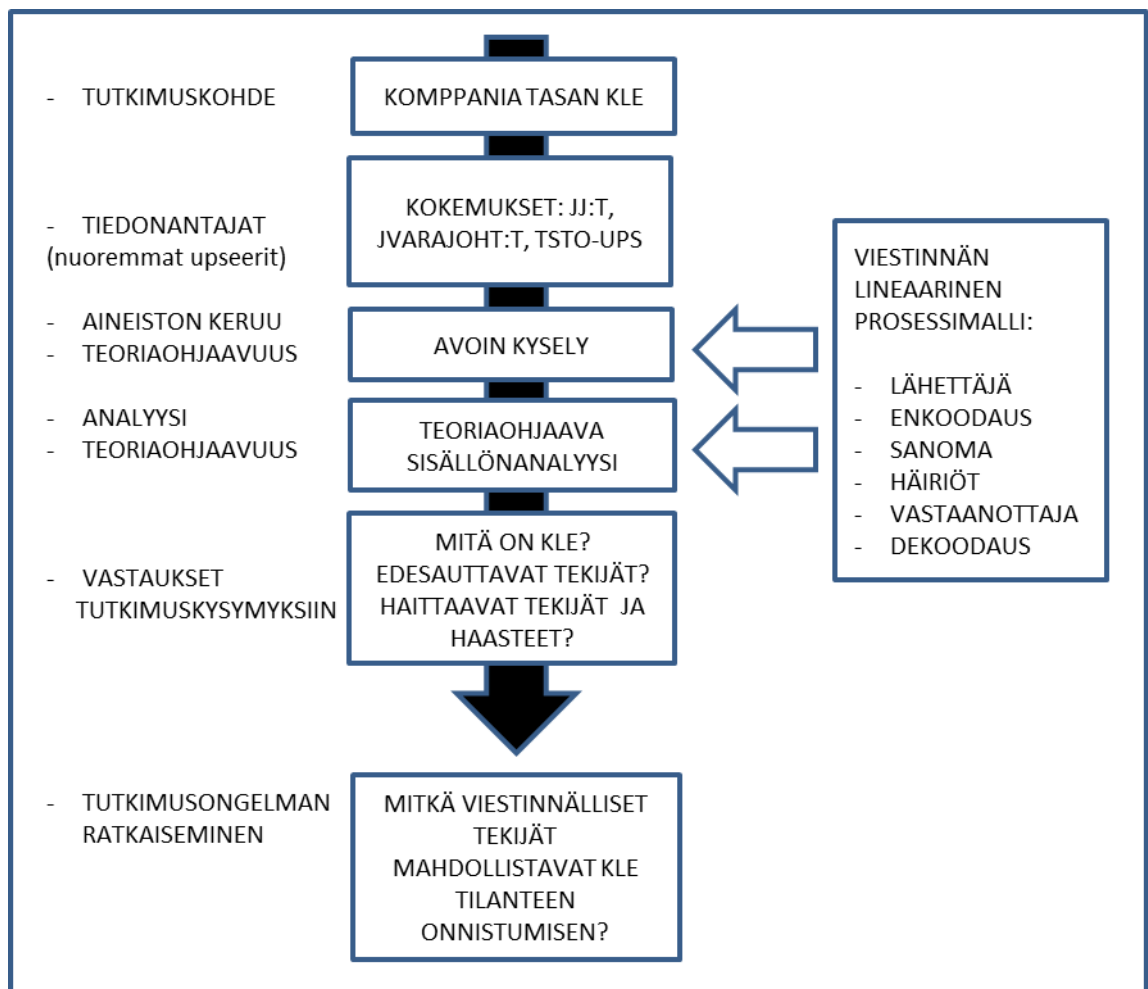 - TUTKIMUSKOHDE
KOMPPANIA TASAN KLE
- TIEDONANTAJAT
(nuoremmat upseerit)
KOKEMUKSET: JJ:T,
JVARAJOHT:T, TSTO-UPS
- AINEISTON KERUU
- TEORIAOHJAAVUUS
AVOIN KYSELY
- ANALYYSI
- TEORIAOHJAAVUUS
TEORIAOHJAAVA
SISÄLLÖNANALYYSI
VIESTINNÄN
LINEAARINEN
PROSESSIMALLI:
- LÄHETTÄJÄ
- ENKOODAUS
- SANOMA
- HÄIRIÖT
- VASTAANOTTAJA
- DEKOODAUS
- VASTAUKSET
TUTKIMUSKYSYMYKSIIN
MITÄ ON KLE?
EDESAUTTAVAT TEKIJÄT?
HAITTAAVAT TEKIJÄT JA
HAASTEET?
- TUTKIMUSONGELMAN
RATKAISEMINEN
MITKÄ VIESTINNÄLLISET
TEKIJÄT
MAHDOLLISTAVAT KLE
TILANTEEN
ONNISTUMISEN?